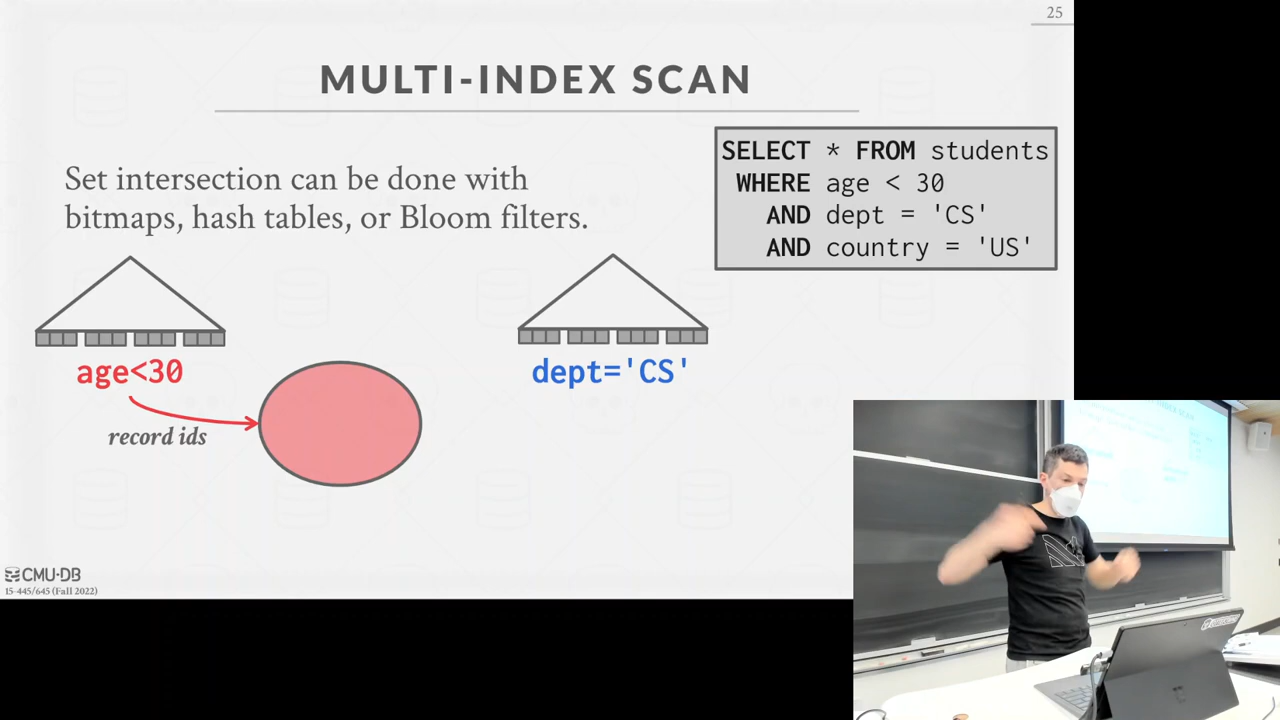 25
MULTI-INDEX SCAN
Set intersection can be done with
bitmaps, hash tables, or Bloom filters.
SELECT * FROM students
WHERE age < 30
AND dept = 'CS'
AND country = 'US'
age<30
record ids
dept='CS'
CMU·DB
15-445/645 (Fall 2022)